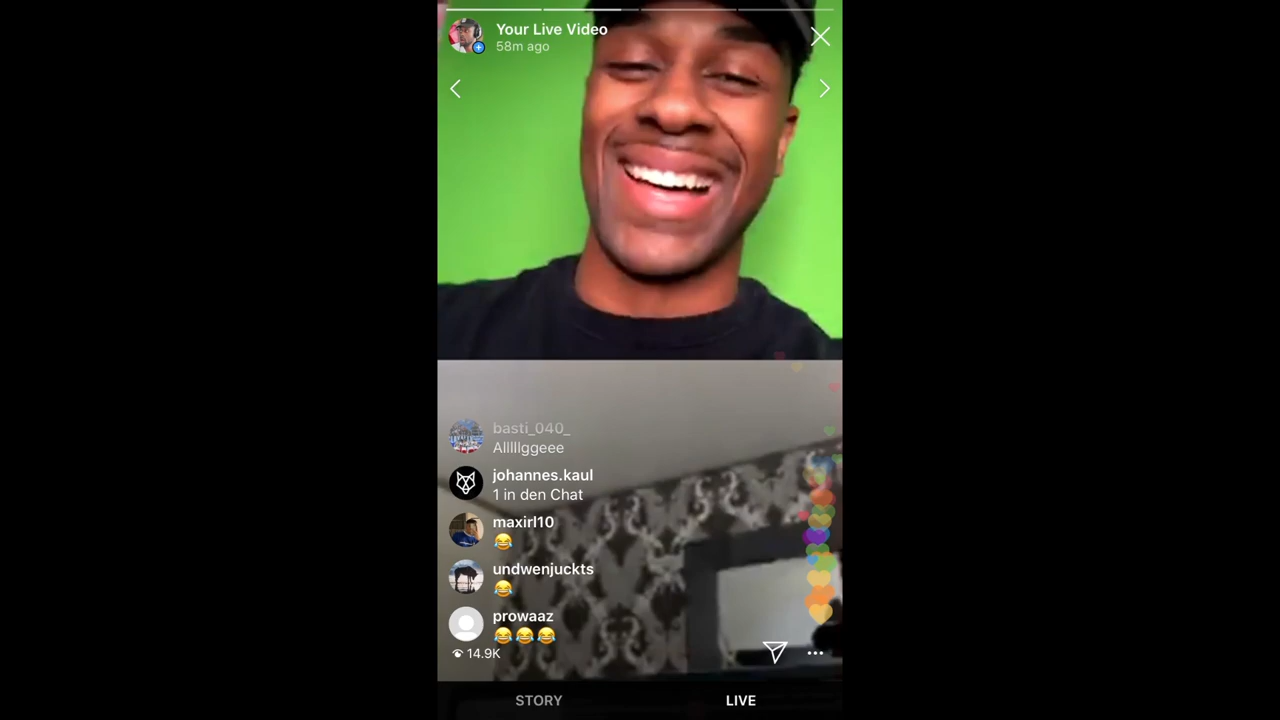 Your Live Video
58m ago
basti_040_
Alllllggeee
johannes.kaul
1 in den Chat
maxirl10
😂
undwenjuckts
😂
prowaaz
😂😂😂
14.9K
STORY
LIVE